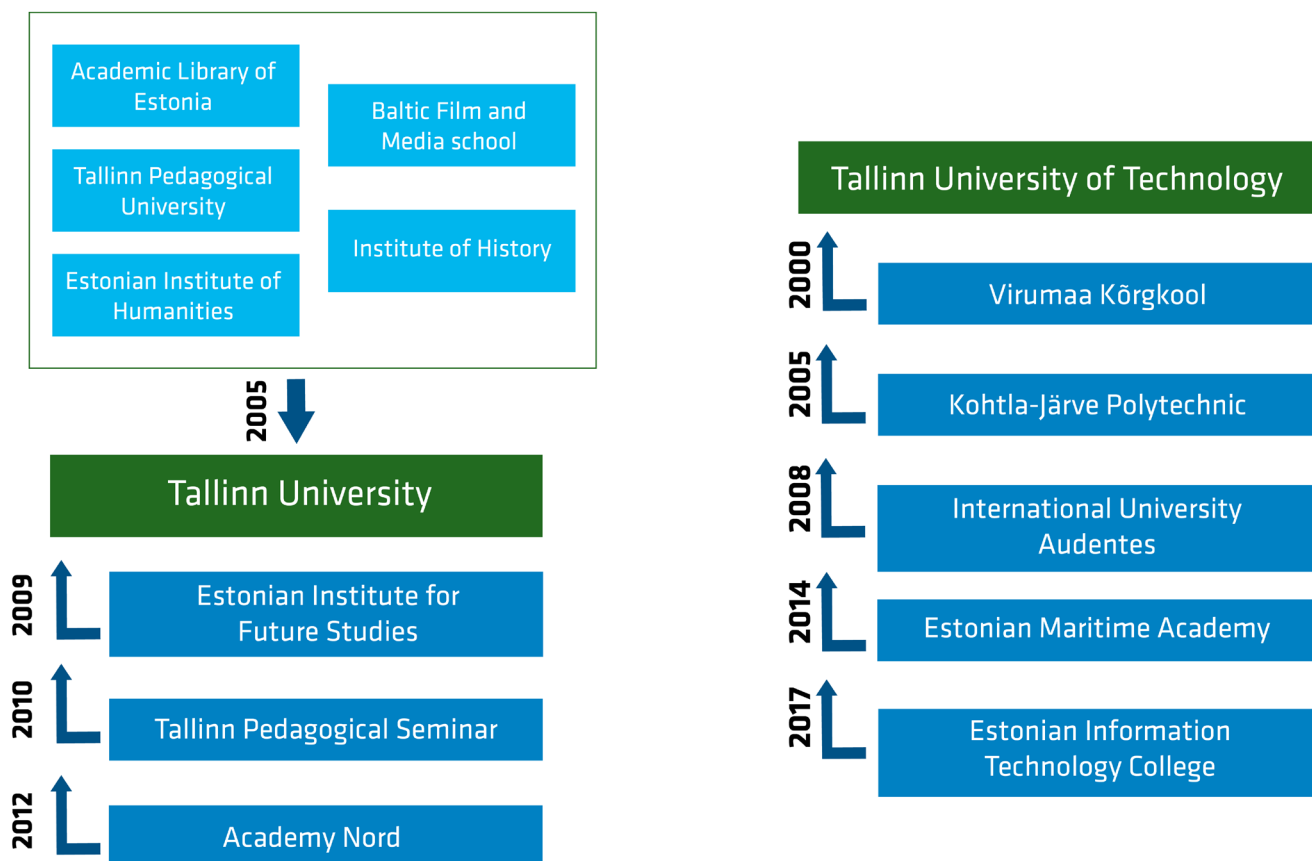 Academic Library of
Estonia
Tallinn Pedagogical
University
Estonian Institute of
Humanities
Baltic Film and
Media school
Institute of History
2005
Tallinn University
2009
Estonian Institute for
Future Studies
2010
Tallinn Pedagogical Seminar
2012
Academy Nord
Tallinn University of Technology
2000
Virumaa Kõrgkool
2005
Kohtla-Järve Polytechnic
2008
International University
Audentes
2014
Estonian Maritime Academy
2017
Estonian Information
Technology College